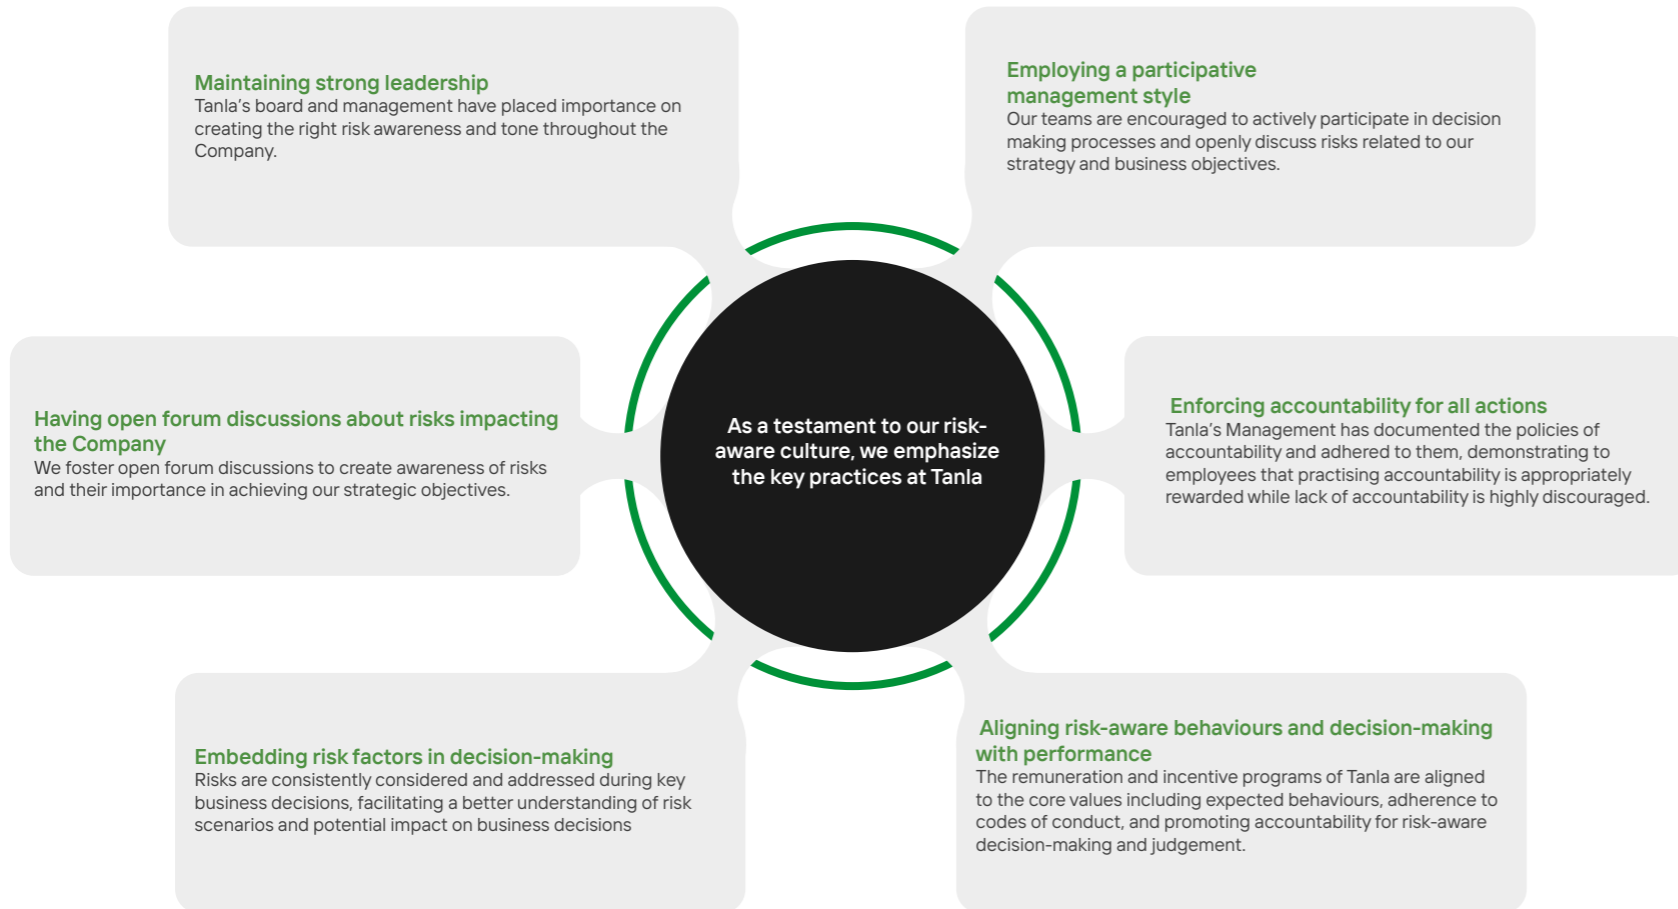 Maintaining strong leadership
Tanla's board and management have placed importance on
creating the right risk awareness and tone throughout the
Company.
Employing a participative
management style
Our teams are encouraged to actively participate in decision
making processes and openly discuss risks related to our
strategy and business objectives.
Having open forum discussions about risks impacting
the Company
We foster open forum discussions to create awareness of risks
and their importance in achieving our strategic objectives.
As a testament to our risk-
aware culture, we emphasize
the key practices at Tanla
Enforcing accountability for all actions
Tanla's Management has documented the policies of
accountability and adhered to them, demonstrating to
employees that practising accountability is appropriately
rewarded while lack of accountability is highly discouraged.
Embedding risk factors in decision-making
Risks are consistently considered and addressed during key
business decisions, facilitating a better understanding of risk
scenarios and potential impact on business decisions
Aligning risk-aware behaviours and decision-making
with performance
The remuneration and incentive programs of Tanla are aligned
to the core values including expected behaviours, adherence to
codes of conduct, and promoting accountability for risk-aware
decision-making and judgement.